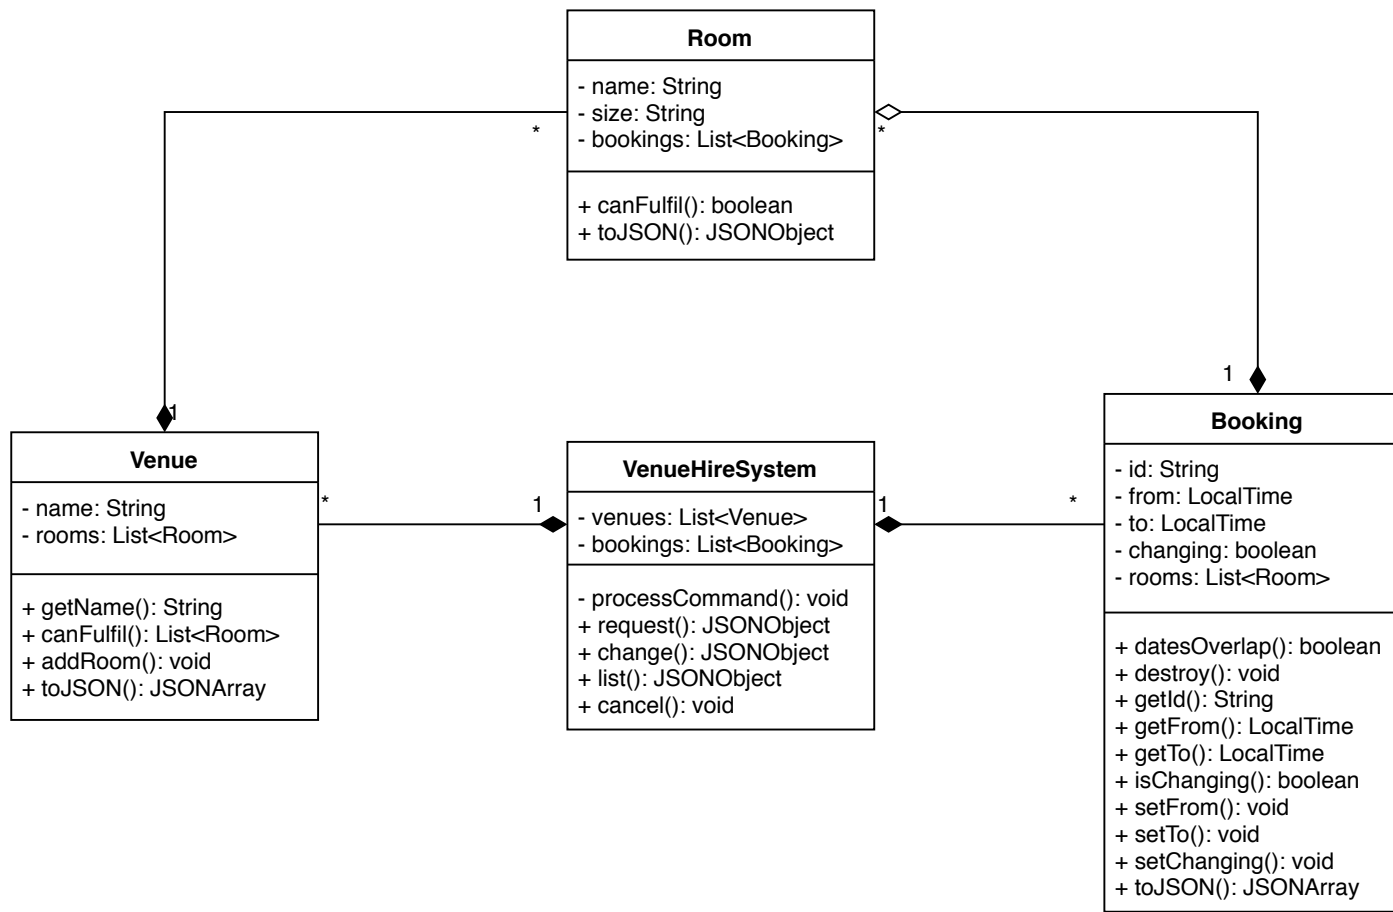 Room
- name: String
- size: String
- bookings: List<Booking>
+ canFulfil(): boolean
+ toJSON(): JSONObject
*
*
1
1
Venue
- name: String
- rooms: List<Room>
+ getName(): String
+ canFulfil(): List<Room>
+ addRoom(): void
+ toJSON(): JSONArray
*
1
VenueHireSystem
- venues: List<Venue>
- bookings: List<Booking>
- processCommand(): void
+ request(): JSONObject
+ change(): JSONObject
+ list(): JSONObject
+ cancel(): void
1
*
Booking
- id: String
- from: LocalTime
- to: LocalTime
- changing: boolean
- rooms: List<Room>
+ datesOverlap(): boolean
+ destroy(): void
+ getId(): String
+ getFrom(): LocalTime
+ getTo(): LocalTime
+ isChanging(): boolean
+ setFrom(): void
+ setTo(): void
+ setChanging(): void
+ toJSON(): JSONArray